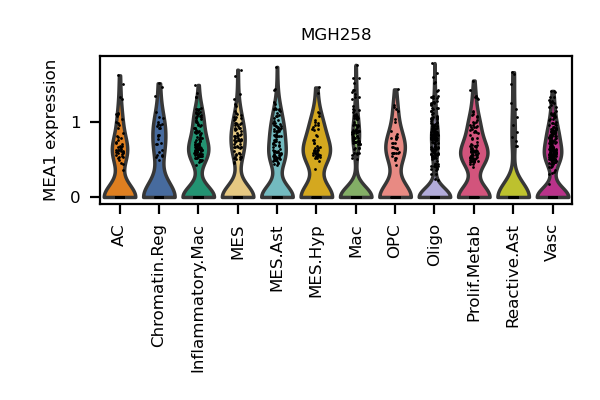 MGH258
MEA1 expression
1
0
AC
Chromatin.Reg
Inflammatory.Mac
MES
MES.Ast
MES.Hyp
Mac
OPC
Oligo
Prolif.Metab
Reactive.Ast
Vasc